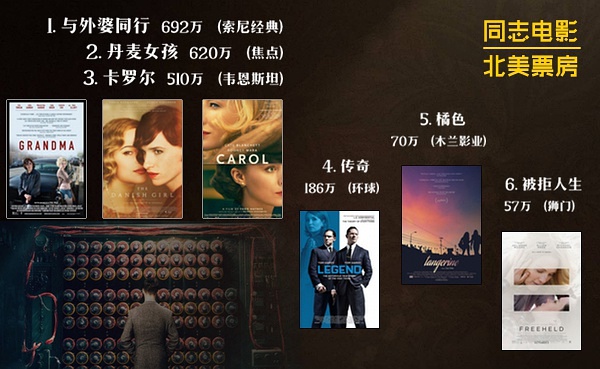 1. 与外婆同行 692万 (索尼经典)
2. 丹麦女孩 620万 (焦点)
3. 卡罗尔 510万 (韦恩斯坦)
同志电影
北美票房
GRANDMA
THE
DANISH GIRL
CATE BLANCHETT
ROONEY MARA
CAROL
4. 传奇
186万 (环球)
LEGEND
5. 橘色
70万 (木兰影业)
tangerine
6. 被拒人生
57万 (狮门)
FREEHELD